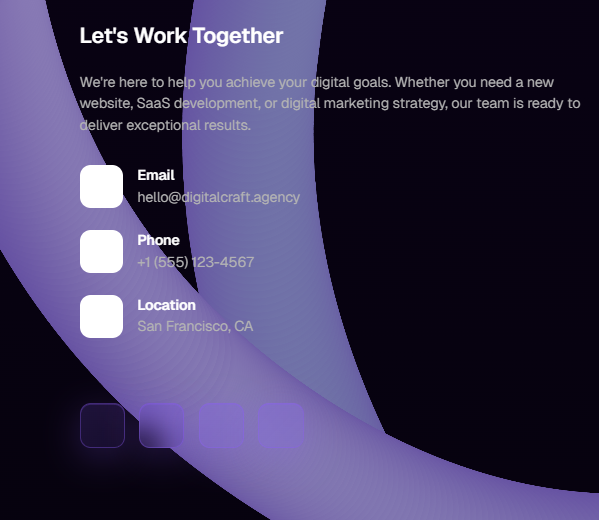 Let's Work Together
We're here to help you achieve your digital goals. Whether you need a new
website, SaaS development, or digital marketing strategy, our team is ready to
deliver exceptional results.
Email
hello@digitalcraft.agency
Phone
+1 (555) 123-4567
Location
San Francisco, CA